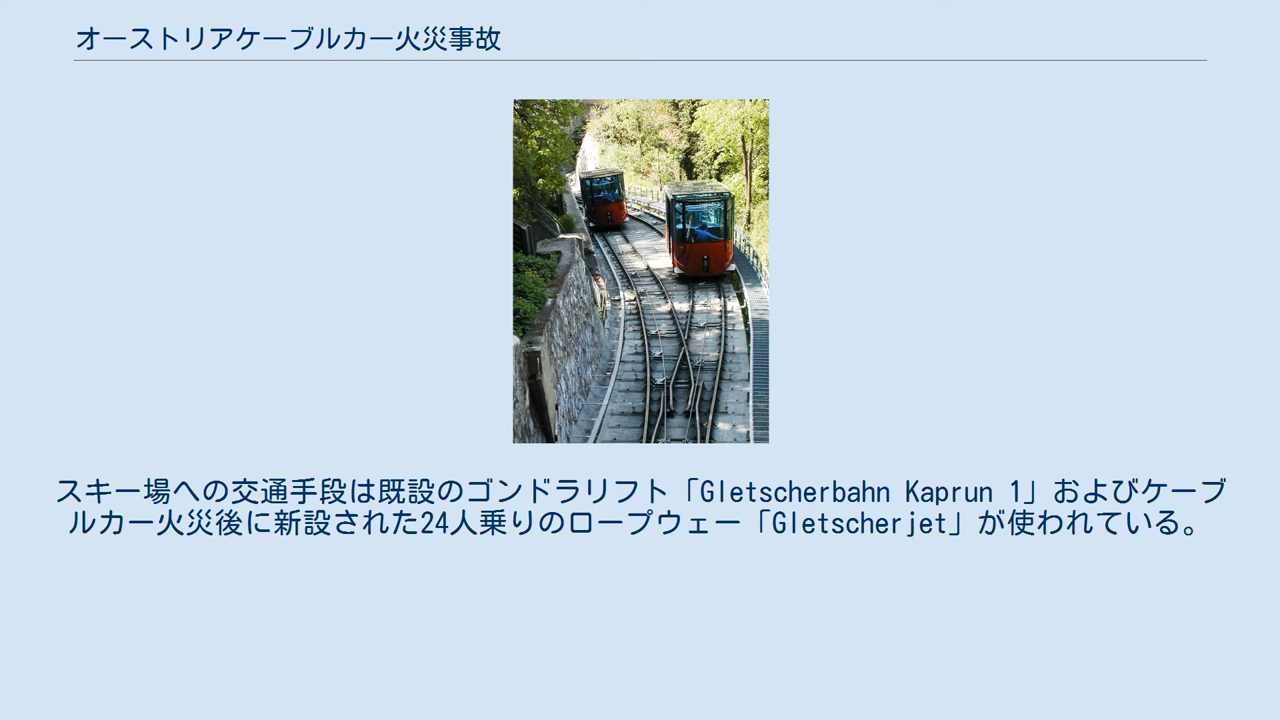 オーストリアケーブルカー火災事故
スキー場への交通手段は既設のゴンドラリフト「Gletscherbahn Kaprun 1」およびケーブ
ルカー火災後に新設された24人乗りのロープウェー「Gletscherjet」が使われている。